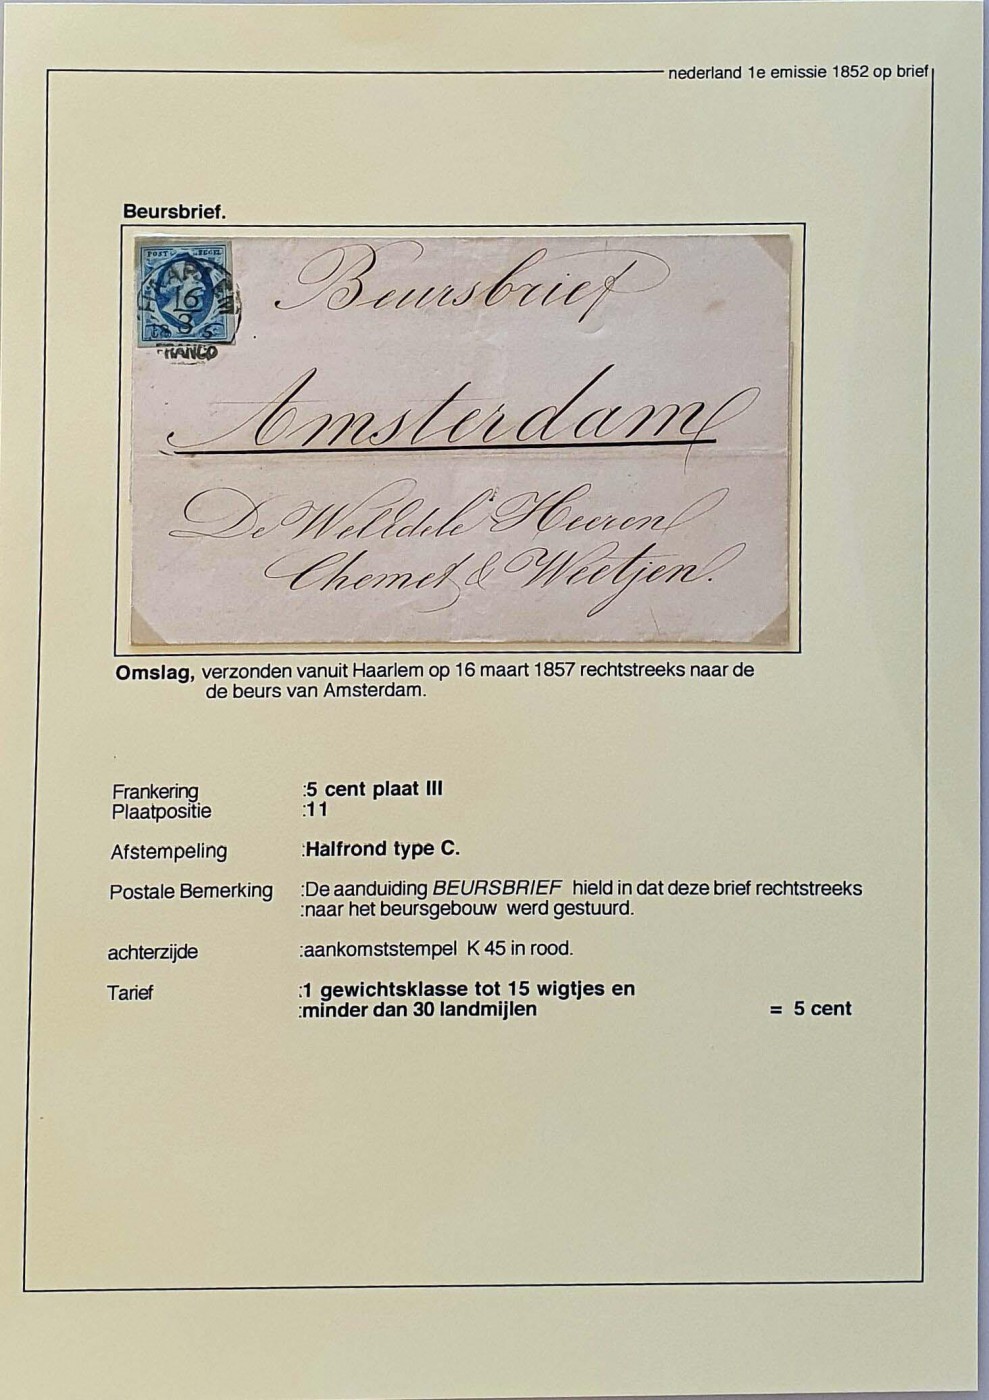 nederland 1e emissie 1852 op brief
Beursbrief.
POST ZEGEL
HAARLEM
16
3
FRANCO
Beursbrief
Amsterdam
De WelEdele Heeren
Chemet & Weetjen.
Omslag, verzonden vanuit Haarlem op 16 maart 1857 rechtstreeks naar de
de beurs van Amsterdam.
Frankering :5 cent plaat III
Plaatpositie :11
Afstempeling :Halfrond type C.
Postale Bemerking :De aanduiding BEURSBRIEF hield in dat deze brief rechtstreeks
:naar het beursgebouw werd gestuurd.
achterzijde :aankomststempel K 45 in rood.
Tarief :1 gewichtsklasse tot 15 wigtjes en
:minder dan 30 landmijlen = 5 cent